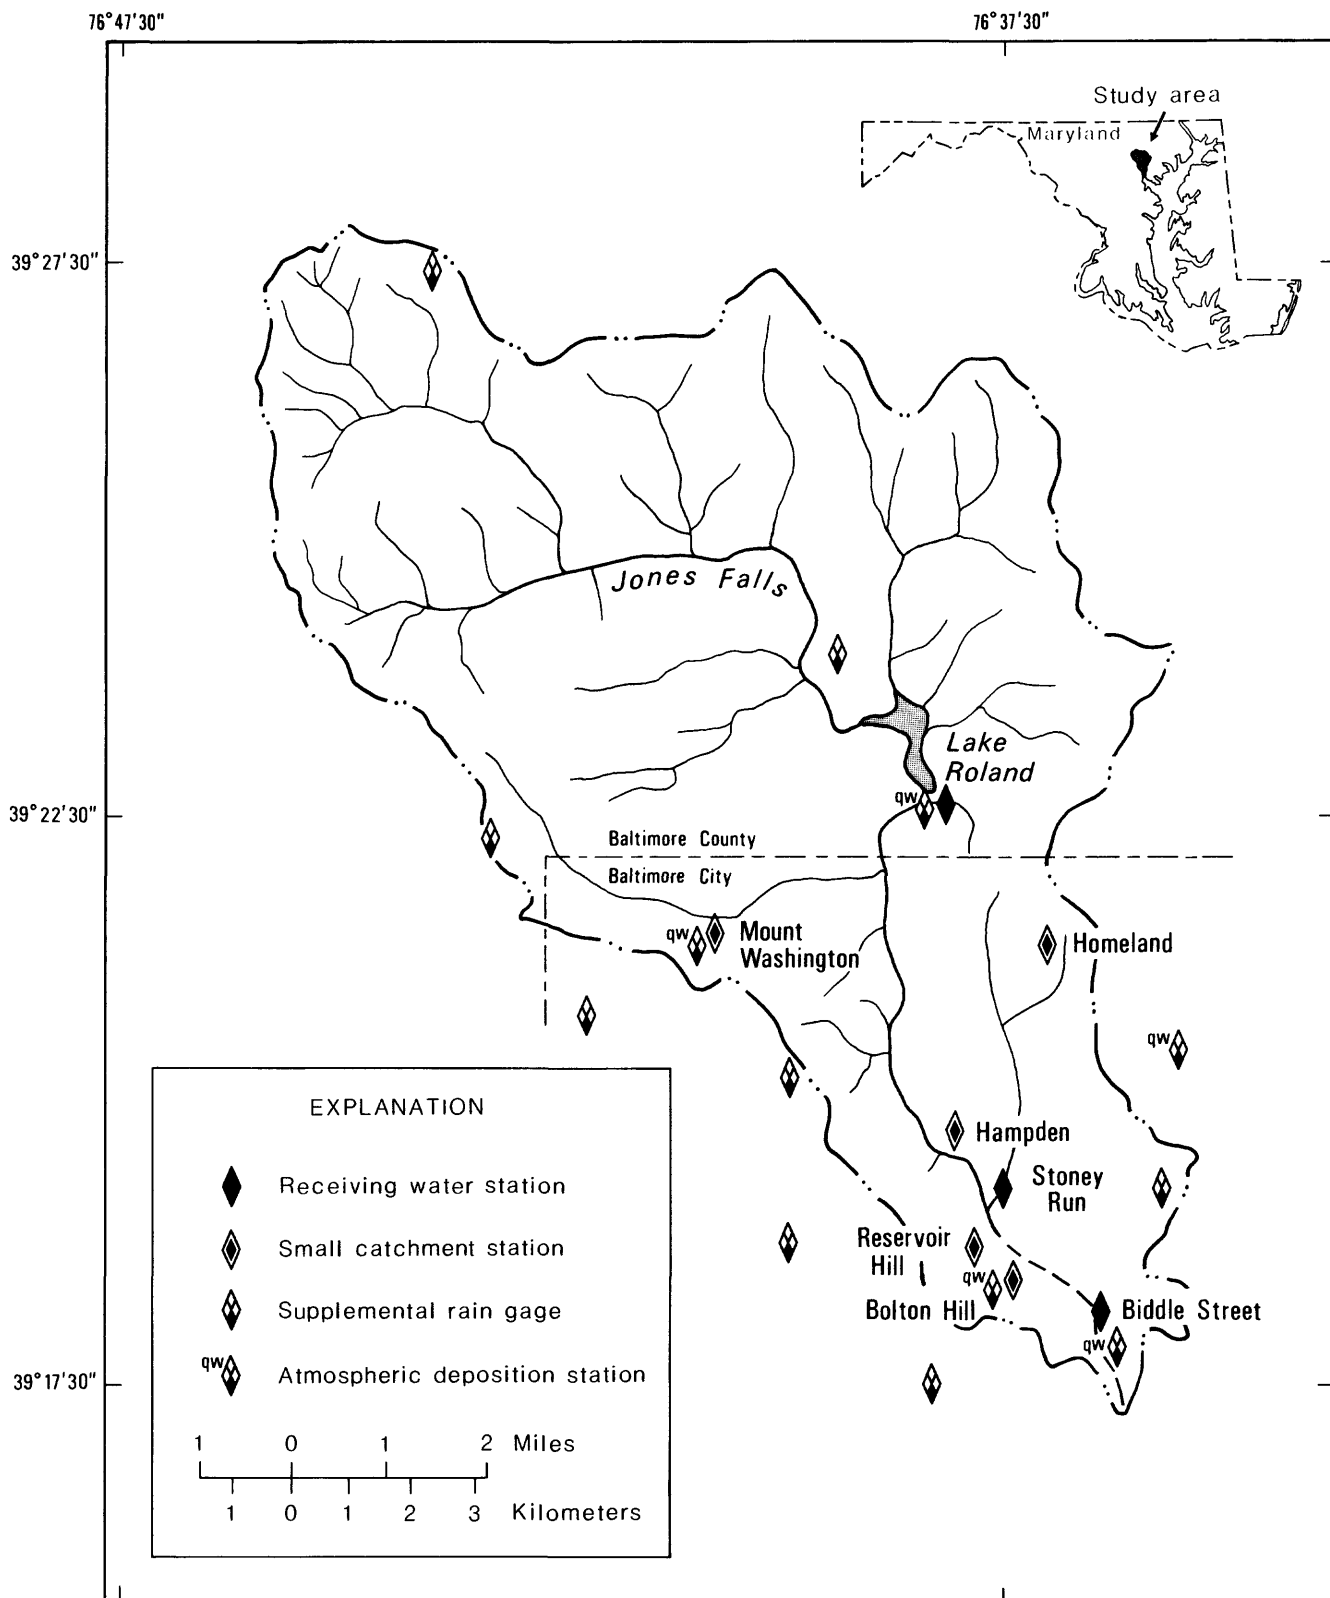 76°47'30"
76°37'30"
Study area
Maryland
39°27'30"
Jones Falls
Lake
Roland
39°22'30"
qw
Baltimore County
Baltimore City
qw
Mount
Washington
Homeland
qw
EXPLANATION
Hampden
Receiving water station
Stoney
Run
Small catchment station
Reservoir
Hill
qw
Supplemental rain gage
Bolton Hill
Biddle Street
qw
qw
Atmospheric deposition station
39°17'30"
1 0 1 2 Miles
1 0 1 2 3 Kilometers